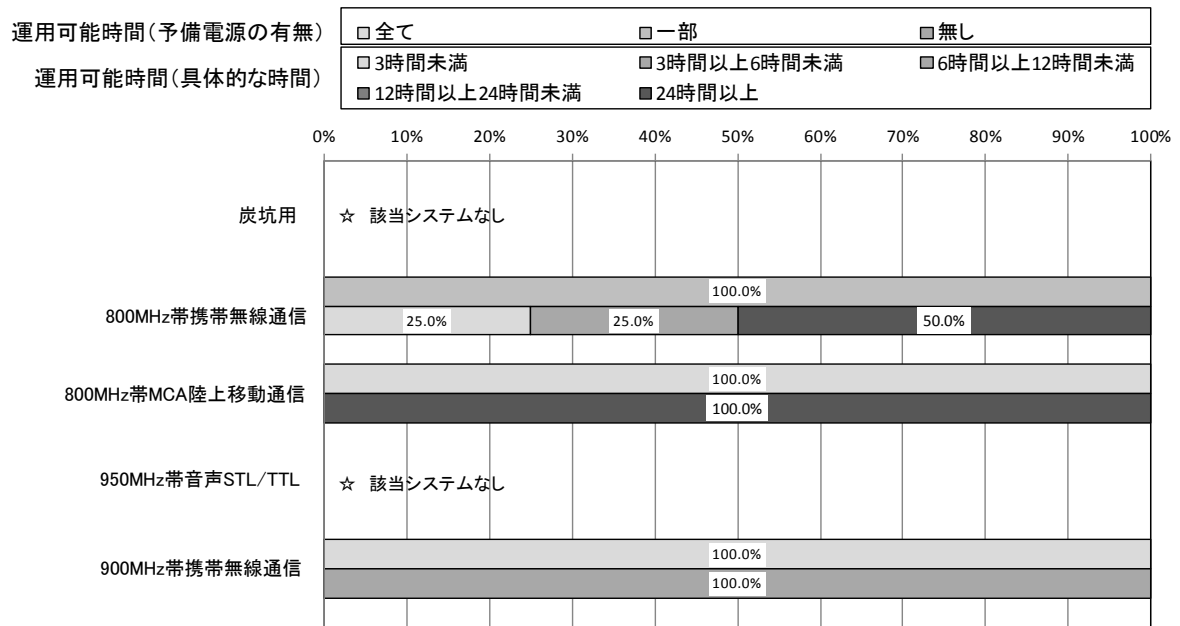 運用可能時間(予備電源の有無)
□全て □一部 □無し
運用可能時間(具体的な時間)
□3時間未満 □3時間以上6時間未満 □6時間以上12時間未満
■12時間以上24時間未満 ■24時間以上
0% 10% 20% 30% 40% 50% 60% 70% 80% 90% 100%
炭坑用
☆ 該当システムなし
100.0%
800MHz帯携帯無線通信
25.0% 25.0% 50.0%
100.0%
800MHz帯MCA陸上移動通信
100.0%
950MHz帯音声STL/TTL
☆ 該当システムなし
100.0%
900MHz帯携帯無線通信
100.0%